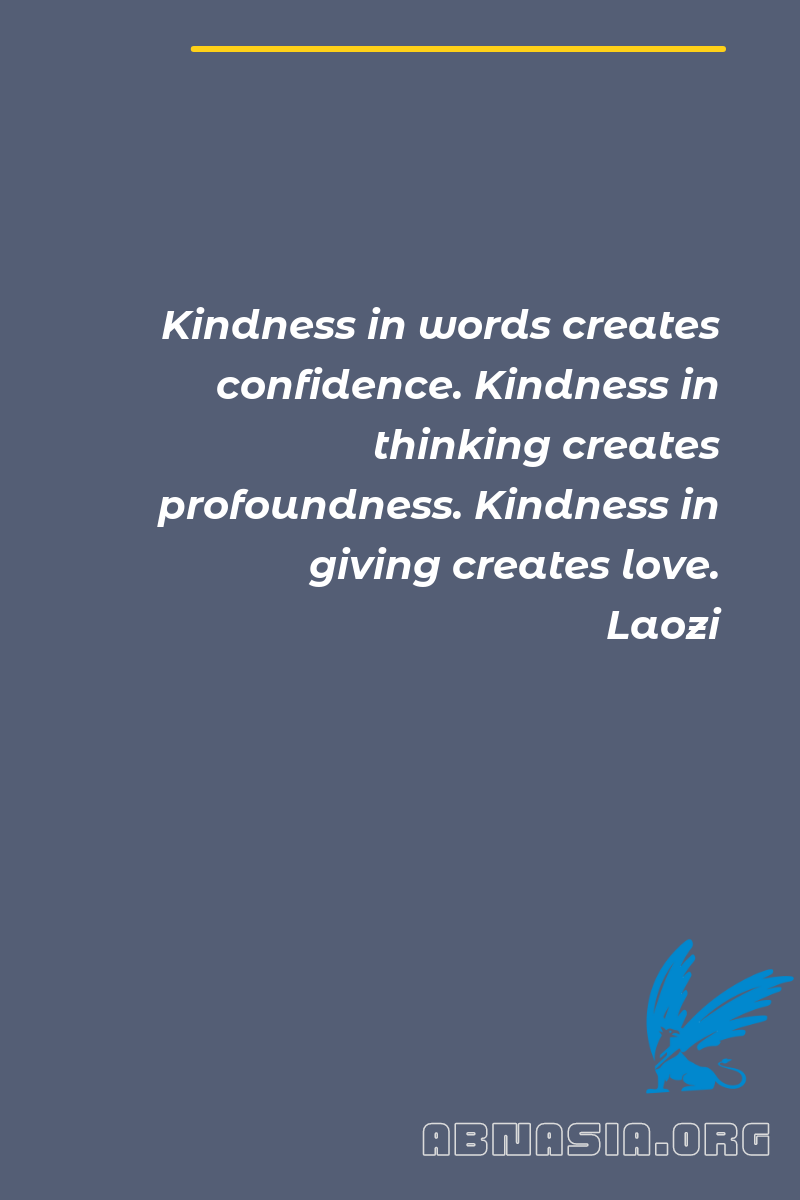 Kindness in words creates
confidence. Kindness in
thinking creates
profoundness. Kindness in
giving creates love.
Laozi
ABNASIA.ORG